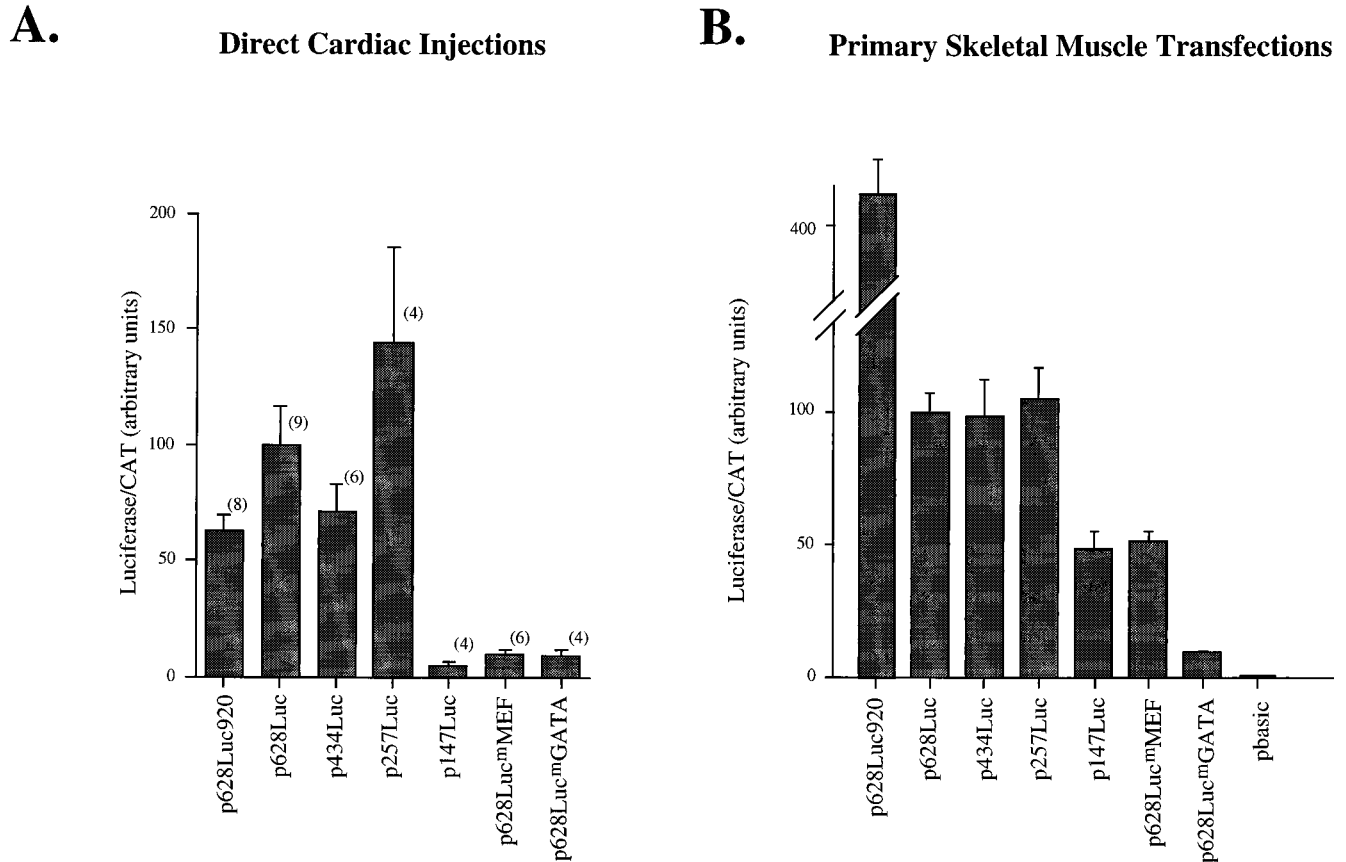 A.
Direct Cardiac Injections
Luciferase/CAT (arbitrary units)
200
150
100
50
0
(8)
(9)
(6)
(4)
(4)
(6)
(4)
p628Luc920
p628Luc
p434Luc
p257Luc
p147Luc
p628LucᵐMEF
p628LucᵐGATA
B.
Primary Skeletal Muscle Transfections
Luciferase/CAT (arbitrary units)
400
100
50
0
p628Luc920
p628Luc
p434Luc
p257Luc
p147Luc
p628LucᵐMEF
p628LucᵐGATA
pbasic